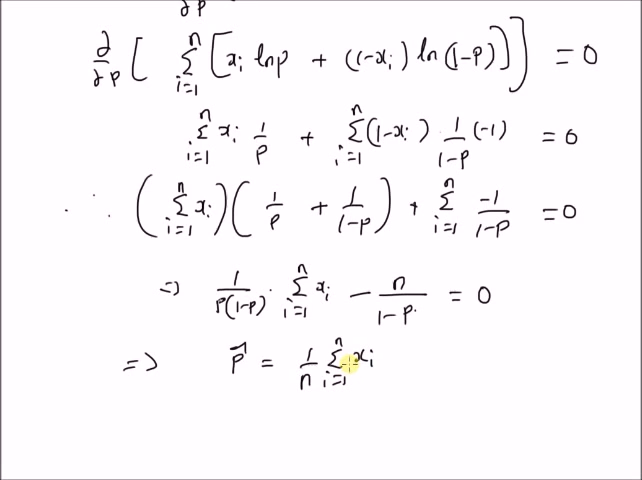 ∂p
∂/∂p [ Σ_{i=1}^{n} [ x_i ln p + (1-x_i) ln (1-p) ] ] = 0
Σ_{i=1}^{n} x_i 1/p + Σ_{i=1}^{n} (1-x_i) 1/(1-p) (-1) = 0
∴ ( Σ_{i=1}^{n} x_i ) ( 1/p + 1/(1-p) ) + Σ_{i=1}^{n} -1/(1-p) = 0
=> 1/(p(1-p)) · Σ_{i=1}^{n} x_i - n/(1-p) = 0
=> p̂ = 1/n Σ_{i=1}^{n} x_i